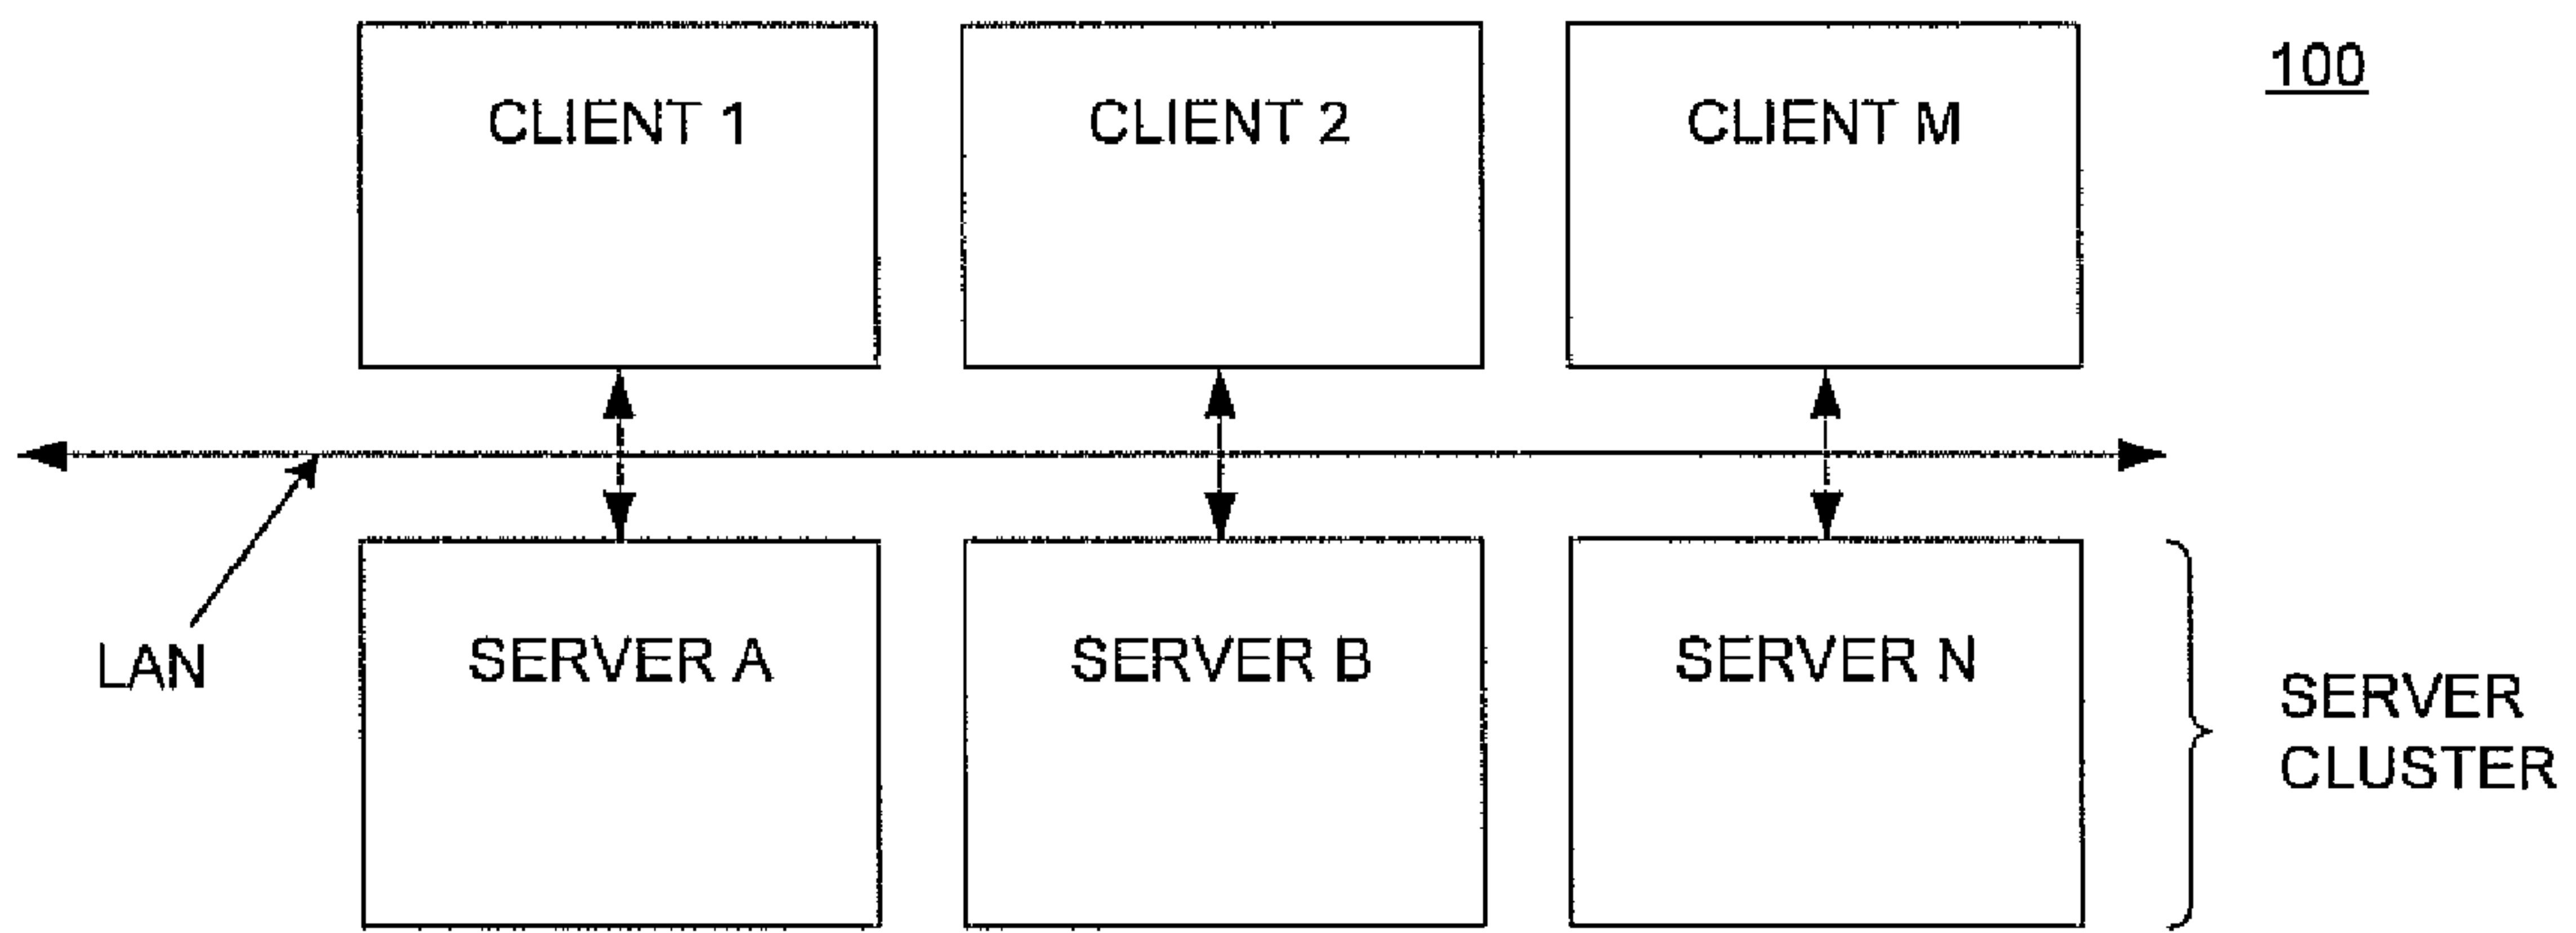 100
CLIENT 1
CLIENT 2
CLIENT M
LAN
SERVER A
SERVER B
SERVER N
SERVER
CLUSTER